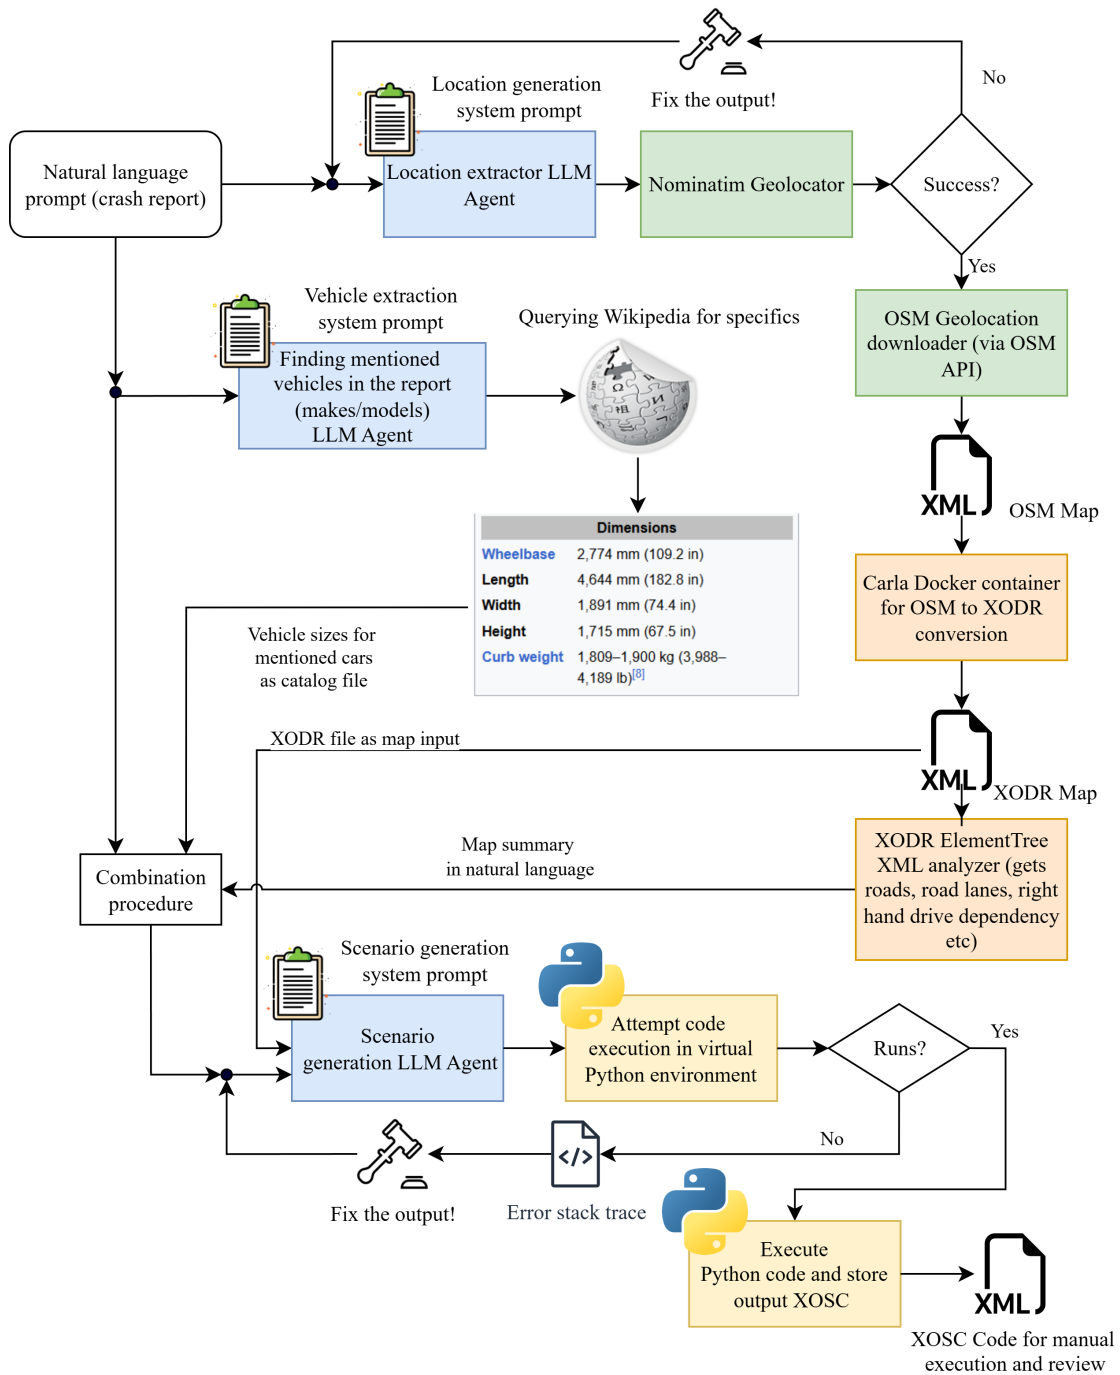 No
Fix the output!
Location generation
system prompt
Natural language
prompt (crash report)
Location extractor LLM
Agent
Nominatim Geolocator
Success?
Yes
Vehicle extraction
system prompt
Querying Wikipedia for specifics
OSM Geolocation
downloader (via OSM
API)
Finding mentioned
vehicles in the report
(makes/models)
LLM Agent
XML
OSM Map
Dimensions
Wheelbase 2,774 mm (109.2 in)
Length 4,644 mm (182.8 in)
Width 1,891 mm (74.4 in)
Height 1,715 mm (67.5 in)
Curb weight 1,809–1,900 kg (3,988–
4,189 lb)[8]
Carla Docker container
for OSM to XODR
conversion
Vehicle sizes for
mentioned cars
as catalog file
XODR file as map input
XML
XODR Map
Map summary
in natural language
XODR ElementTree
XML analyzer (gets
roads, road lanes, right
hand drive dependency
etc)
Combination
procedure
Scenario generation
system prompt
Scenario
generation LLM Agent
Attempt code
execution in virtual
Python environment
Runs?
Yes
No
</>
Fix the output!
Error stack trace
Execute
Python code and store
output XOSC
XML
XOSC Code for manual
execution and review